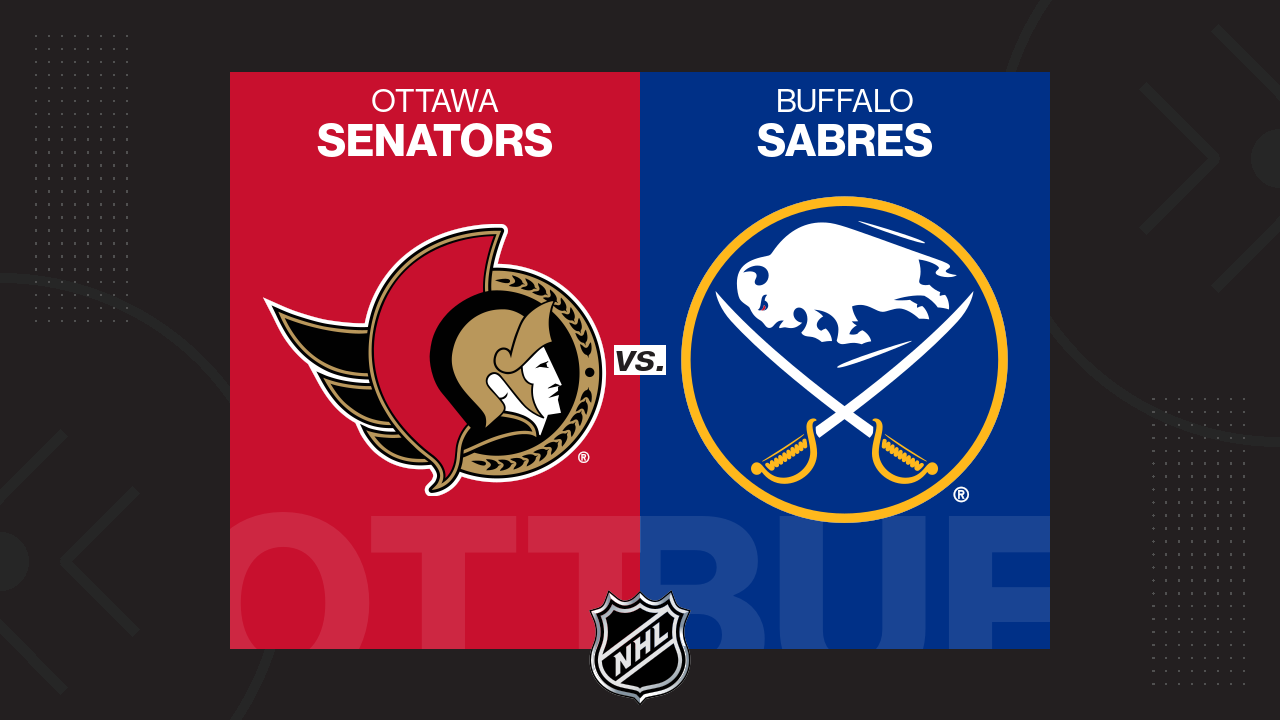 OTTAWA
SENATORS
BUFFALO
SABRES
vs.
®
®
OTT
BUF
NHL